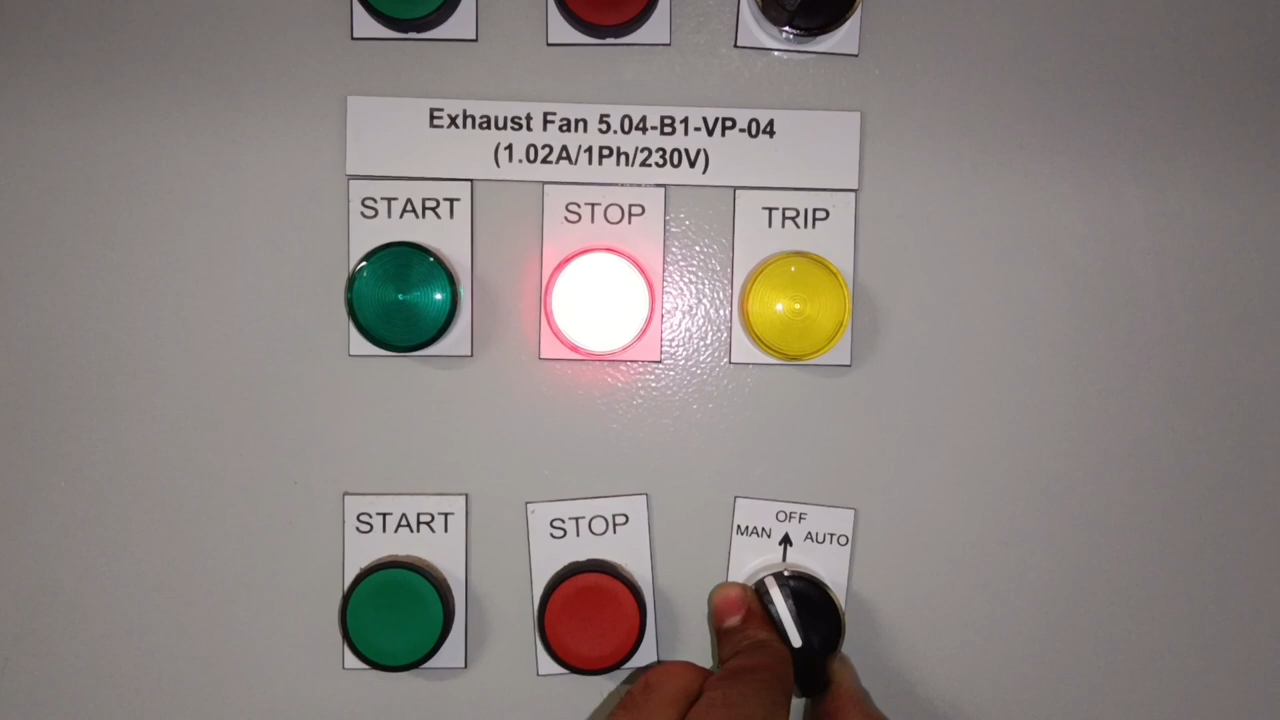 Exhaust Fan 5.04-B1-VP-04
(1.02A/1Ph/230V)
START
STOP
TRIP
START
STOP
OFF
MAN
AUTO